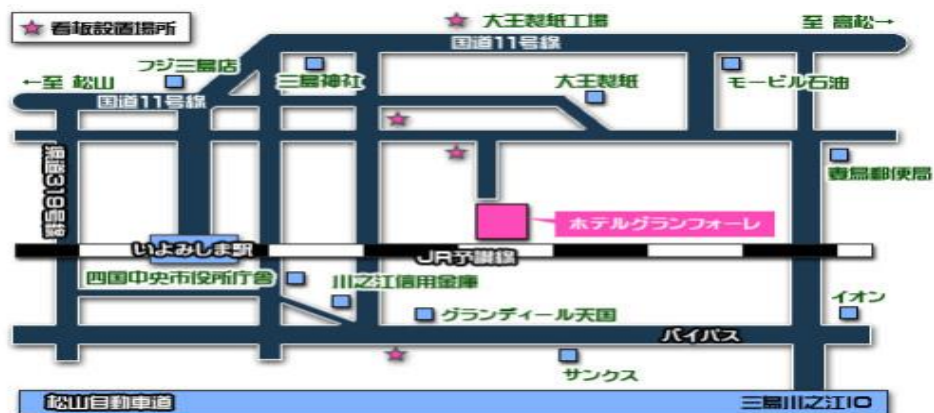 看板設置場所
大王製紙工場
至 高松→
国道11号線
フジ三島店
三島神社
大王製紙
モービル石油
←至 松山
国道11号線
県道319号線
妻鳥郵便局
ホテルグランフォーレ
いよみしま駅
JR予讃線
四国中央市役所庁舎
川之江信用金庫
グランディール天国
イオン
バイパス
サンクス
松山自動車道
三島川之江IC